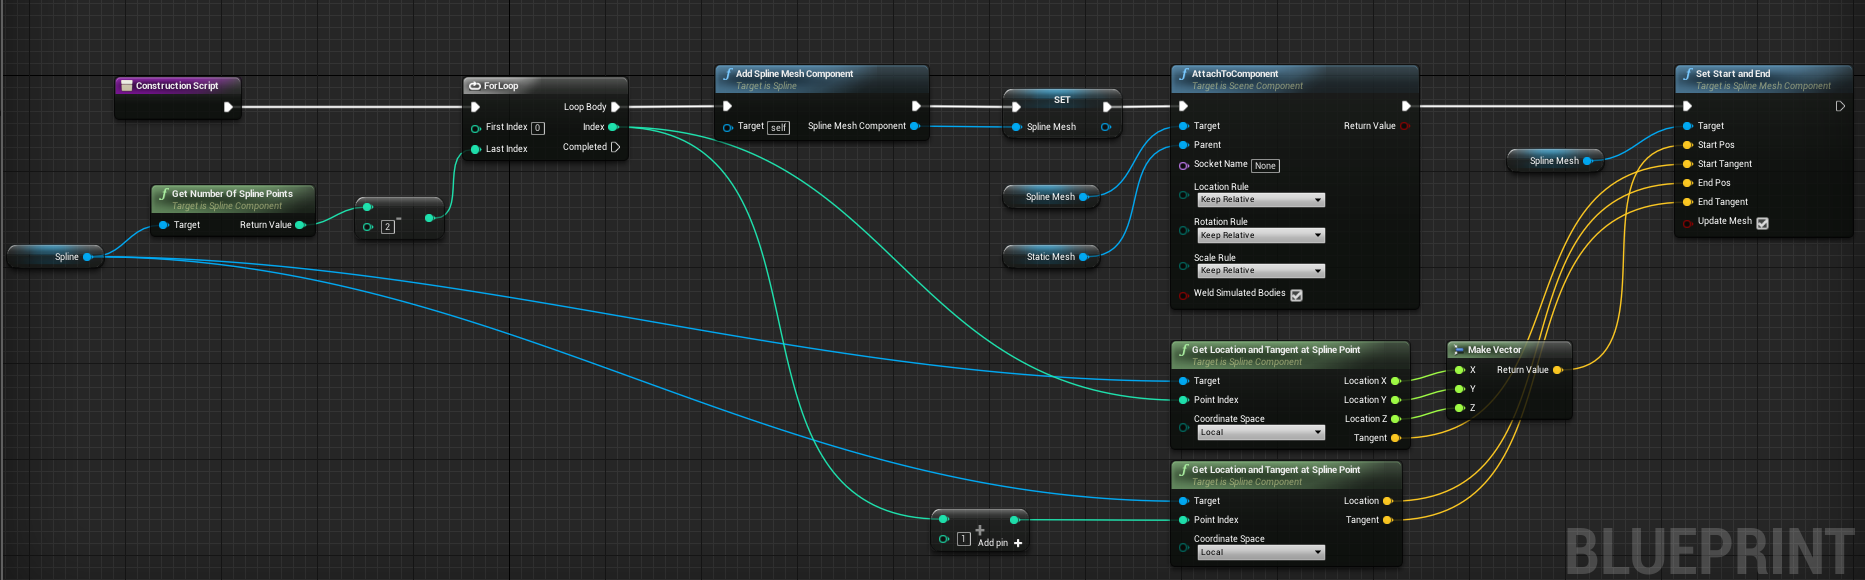 Construction Script
ForLoop
Loop Body
First Index 0
Index
Last Index
Completed
Add Spline Mesh Component
Target is Spline
Target self
Spline Mesh Component
SET
Spline Mesh
AttachToComponent
Target is Scene Component
Target
Return Value
Parent
Socket Name None
Location Rule
Keep Relative
Rotation Rule
Keep Relative
Scale Rule
Keep Relative
Weld Simulated Bodies
Set Start and End
Target is Spline Mesh Component
Target
Start Pos
Start Tangent
End Pos
End Tangent
Update Mesh
Spline Mesh
Spline Mesh
Static Mesh
Get Number Of Spline Points
Target is Spline Component
Target
Return Value
-
2
Spline
Get Location and Tangent at Spline Point
Target is Spline Component
Target
Location X
Point Index
Location Y
Coordinate Space
Location Z
Local
Tangent
Make Vector
X
Return Value
Y
Z
Get Location and Tangent at Spline Point
Target is Spline Component
Target
Location
Point Index
Tangent
Coordinate Space
Local
+
1
Add pin +
BLUEPRINT